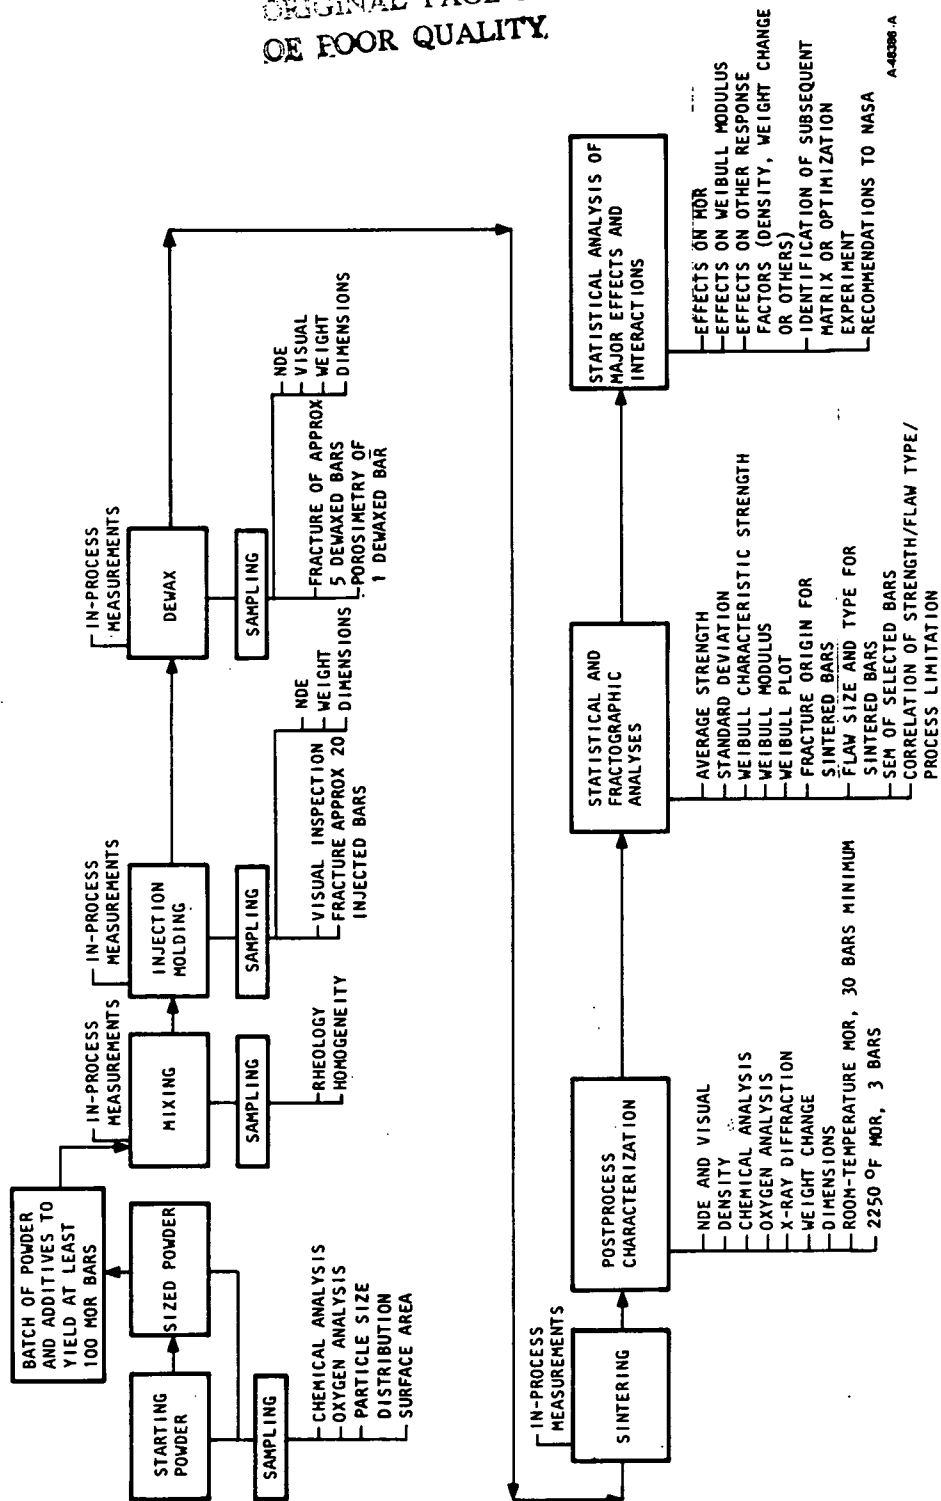 ORIGINAL PAGE
OF POOR QUALITY
BATCH OF POWDER
AND ADDITIVES TO
YIELD AT LEAST
100 MOR BARS
STARTING
POWDER
SIZED POWDER
SAMPLING
CHEMICAL ANALYSIS
OXYGEN ANALYSIS
PARTICLE SIZE
DISTRIBUTION
SURFACE AREA
IN-PROCESS
MEASUREMENTS
MIXING
SAMPLING
RHEOLOGY
HOMOGENEITY
IN-PROCESS
MEASUREMENTS
INJECTION
MOLDING
SAMPLING
VISUAL INSPECTION
FRACTURE APPROX 20
INJECTED BARS
NDE
WEIGHT
DIMENSIONS
IN-PROCESS
MEASUREMENTS
DEWAX
SAMPLING
FRACTURE OF APPROX
5 DEWAXED BARS
POROSIMETRY OF
1 DEWAXED BAR
NDE
VISUAL
WEIGHT
DIMENSIONS
IN-PROCESS
MEASUREMENTS
SINTERING
POSTPROCESS
CHARACTERIZATION
NDE AND VISUAL
DENSITY
CHEMICAL ANALYSIS
OXYGEN ANALYSIS
X-RAY DIFFRACTION
WEIGHT CHANGE
DIMENSIONS
ROOM-TEMPERATURE MOR, 30 BARS MINIMUM
2250 °F MOR, 3 BARS
STATISTICAL AND
FRACTOGRAPHIC
ANALYSES
AVERAGE STRENGTH
STANDARD DEVIATION
WEIBULL CHARACTERISTIC STRENGTH
WEIBULL MODULUS
WEIBULL PLOT
FRACTURE ORIGIN FOR
SINTERED BARS
FLAW SIZE AND TYPE FOR
SINTERED BARS
SEM OF SELECTED BARS
CORRELATION OF STRENGTH/FLAW TYPE/
PROCESS LIMITATION
STATISTICAL ANALYSIS OF
MAJOR EFFECTS AND
INTERACTIONS
EFFECTS ON MOR
EFFECTS ON WEIBULL MODULUS
EFFECTS ON OTHER RESPONSE
FACTORS (DENSITY, WEIGHT CHANGE
OR OTHERS)
IDENTIFICATION OF SUBSEQUENT
MATRIX OR OPTIMIZATION
EXPERIMENT
RECOMMENDATIONS TO NASA
A-48386-A